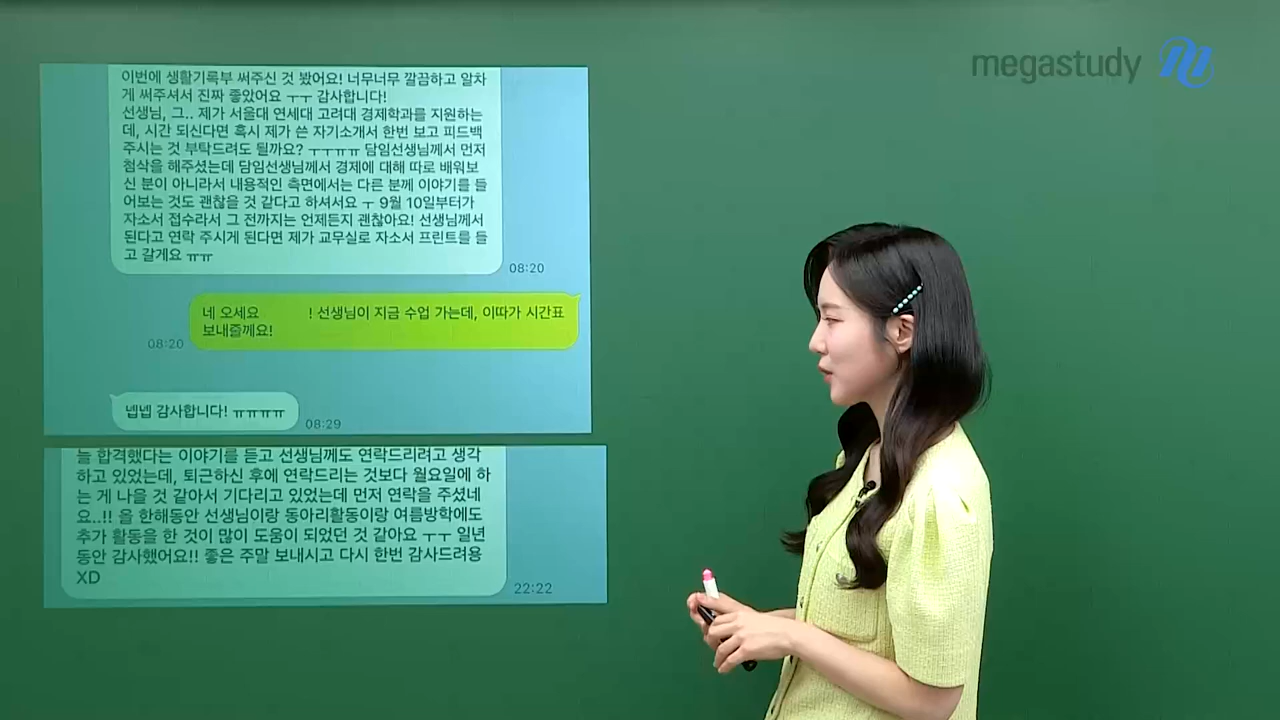 megastudy
이번에 생활기록부 써주신 것 봤어요! 너무너무 깔끔하고 알차
게 써주셔서 진짜 좋았어요 ㅜㅜ 감사합니다!
선생님, 그.. 제가 서울대 연세대 고려대 경제학과를 지원하는
데, 시간 되신다면 혹시 제가 쓴 자기소개서 한번 보고 피드백
주시는 것 부탁드려도 될까요? ㅜㅜㅠㅠ 담임선생님께서 먼저
첨삭을 해주셨는데 담임선생님께서 경제에 대해 따로 배워보
신 분이 아니라서 내용적인 측면에서는 다른 분께 이야기를 들
어보는 것도 괜찮을 것 같다고 하셔서요 ㅜ 9월 10일부터가
자소서 접수라서 그 전까지는 언제든지 괜찮아요! 선생님께서
된다고 연락 주시게 된다면 제가 교무실로 자소서 프린트를 들
고 갈게요 ㅠㅠ
08:20
네 오세요 ! 선생님이 지금 수업 가는데, 이따가 시간표
보내줄께요!
08:20
넵넵 감사합니다! ㅠㅠㅠㅠ
08:29
늘 합격했다는 이야기를 듣고 선생님께도 연락드리려고 생각
하고 있었는데, 퇴근하신 후에 연락드리는 것보다 월요일에 하
는 게 나을 것 같아서 기다리고 있었는데 먼저 연락을 주셨네
요..!! 올 한해동안 선생님이랑 동아리활동이랑 여름방학에도
추가 활동을 한 것이 많이 도움이 되었던 것 같아요 ㅜㅜ 일년
동안 감사했어요!! 좋은 주말 보내시고 다시 한번 감사드려용
XD
22:22